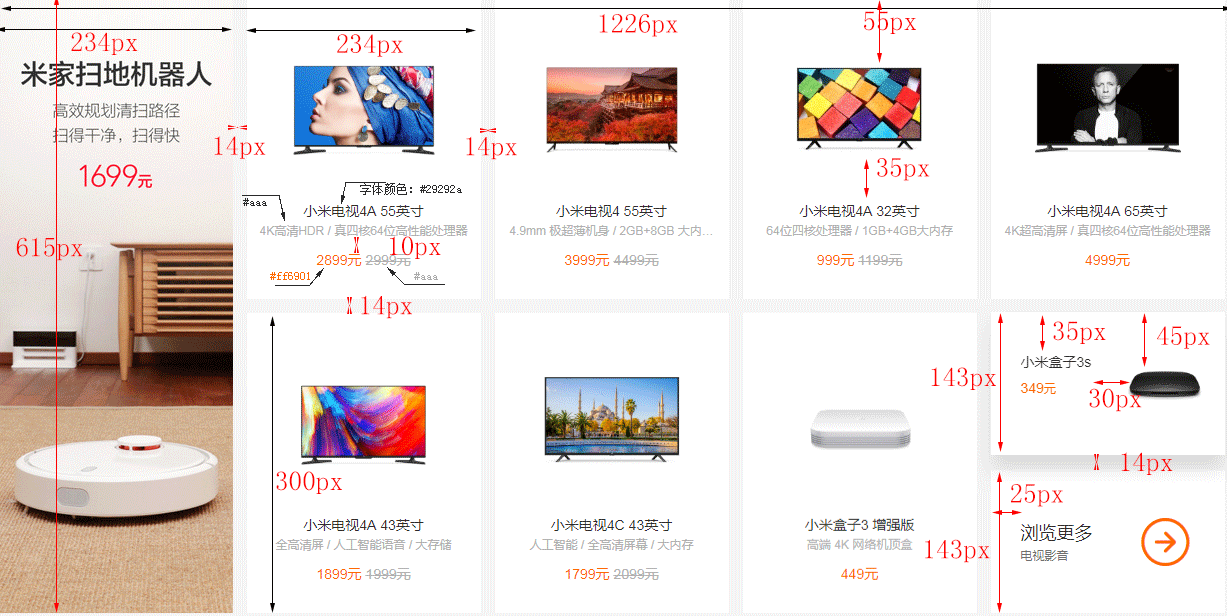 1226px
55px
234px
234px
米家扫地机器人
高效规划清扫路径
扫得干净，扫得快
1699元
615px
14px
14px
35px
#aaa
字体颜色：#29292a
小米电视4A 55英寸
4K高清HDR / 真四核64位高性能处理器
10px
2899元 2999元
#ff6901
#aaa
小米电视4 55英寸
4.9mm 极超薄机身 / 2GB+8GB 大内…
3999元 4499元
小米电视4A 32英寸
64位四核处理器 / 1GB+4GB大内存
999元 1199元
小米电视4A 65英寸
4K超高清屏 / 真四核64位高性能处理器
4999元
14px
300px
小米电视4A 43英寸
全高清屏 / 人工智能语音 / 大存储
1899元 1999元
小米电视4C 43英寸
人工智能 / 全高清屏幕 / 大内存
1799元 2099元
小米盒子3 增强版
高端 4K 网络机顶盒
449元
35px
45px
143px
小米盒子3s
349元
30px
14px
25px
143px
浏览更多
电视影音